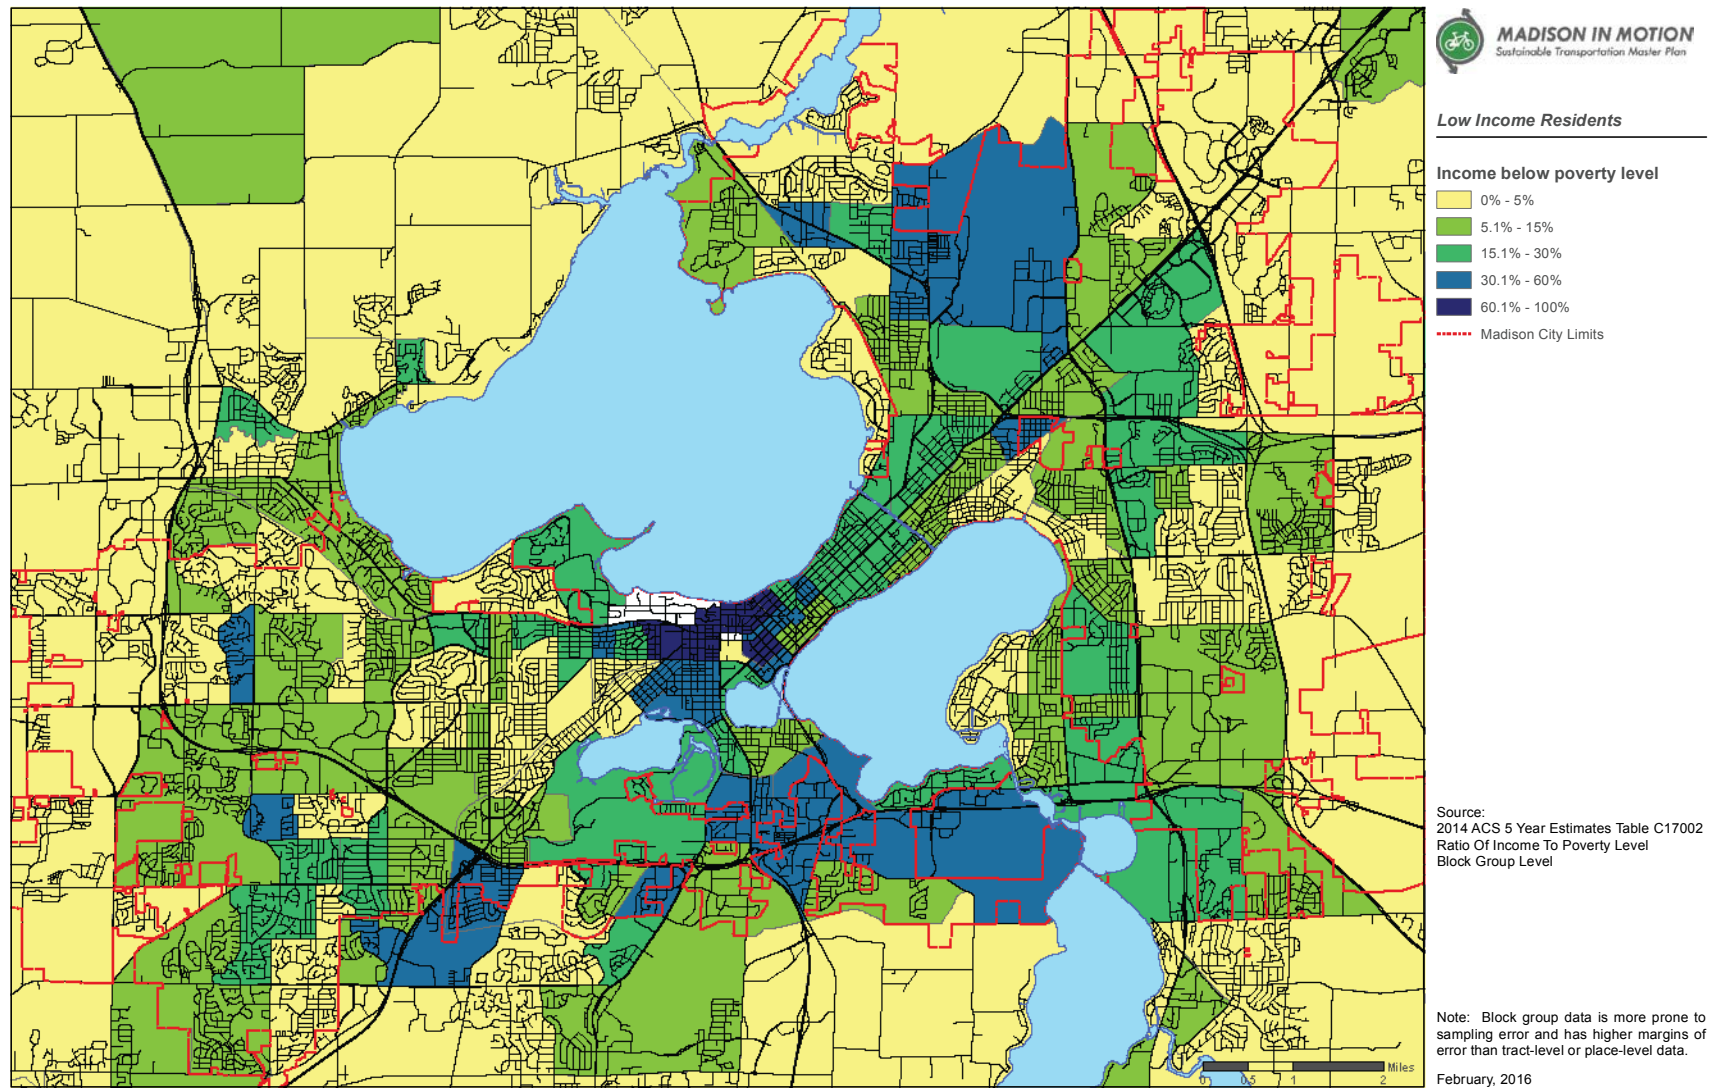 MADISON IN MOTION
Sustainable Transportation Master Plan
Low Income Residents
Income below poverty level
0% - 5%
5.1% - 15%
15.1% - 30%
30.1% - 60%
60.1% - 100%
Madison City Limits
Source:
2014 ACS 5 Year Estimates Table C17002
Ratio Of Income To Poverty Level
Block Group Level
Note: Block group data is more prone to
sampling error and has higher margins of
error than tract-level or place-level data.
February, 2016
Miles
0 0.5 1 2